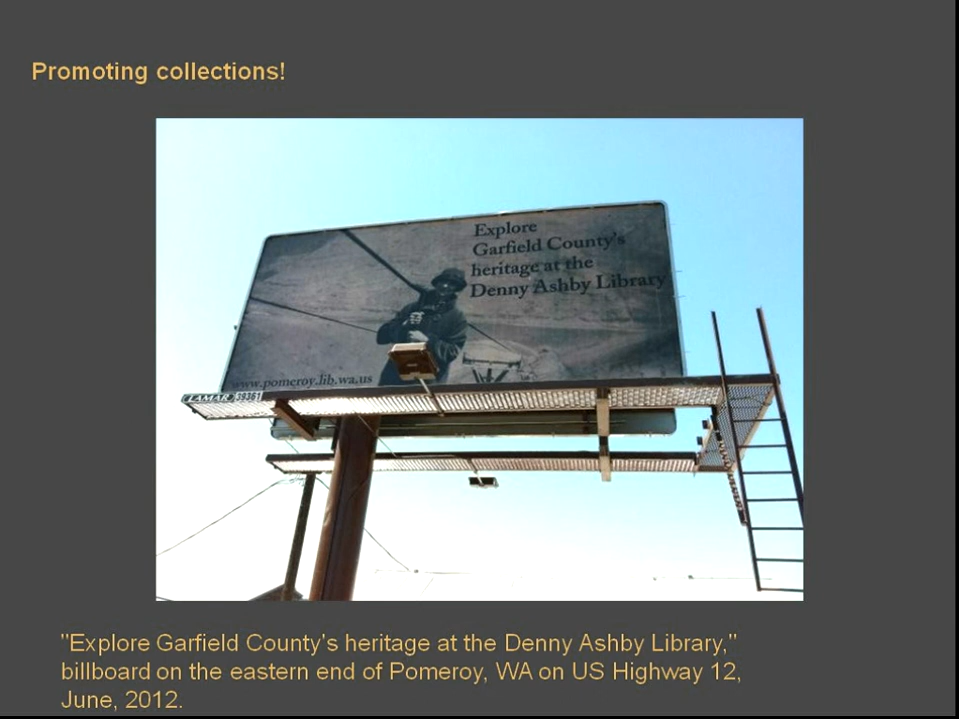 Promoting collections!
Explore
Garfield County's
heritage at the
Denny Ashby Library
www.pomeroy.lib.wa.us
LAMAR 39361
"Explore Garfield County's heritage at the Denny Ashby Library,"
billboard on the eastern end of Pomeroy, WA on US Highway 12,
June, 2012.